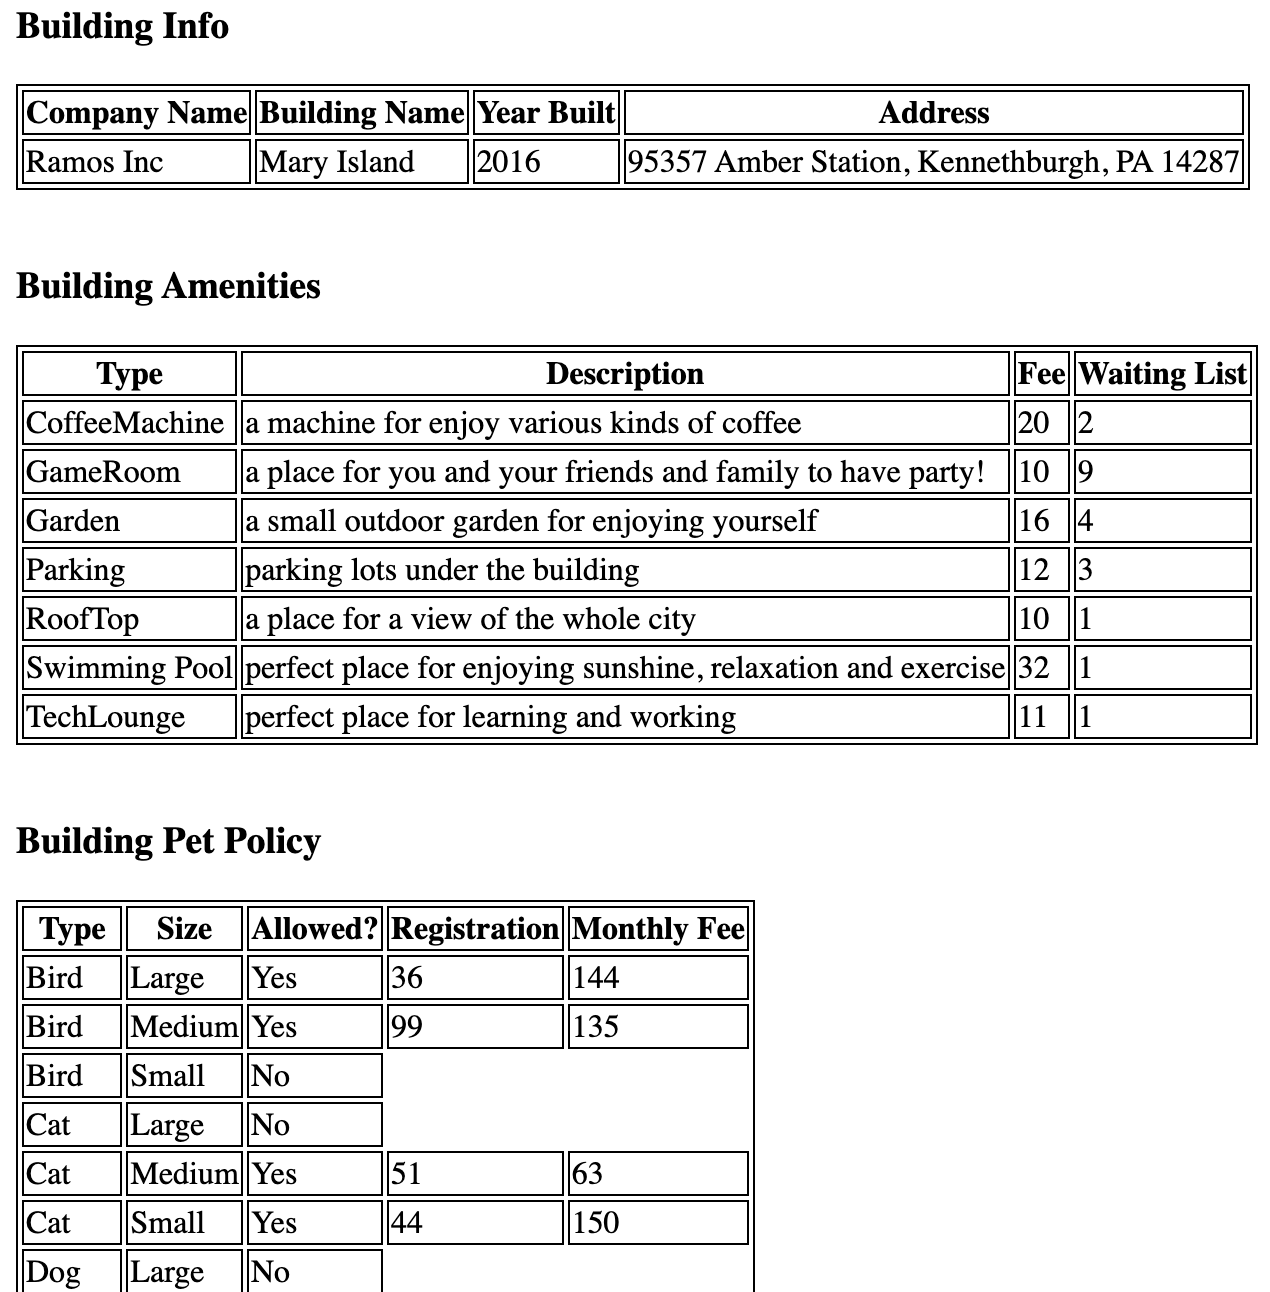 Building Info
Company Name Building Name Year Built Address
Ramos Inc Mary Island 2016 95357 Amber Station, Kennethburgh, PA 14287
Building Amenities
Type Description Fee Waiting List
CoffeeMachine a machine for enjoy various kinds of coffee 20 2
GameRoom a place for you and your friends and family to have party! 10 9
Garden a small outdoor garden for enjoying yourself 16 4
Parking parking lots under the building 12 3
RoofTop a place for a view of the whole city 10 1
Swimming Pool perfect place for enjoying sunshine, relaxation and exercise 32 1
TechLounge perfect place for learning and working 11 1
Building Pet Policy
Type Size Allowed? Registration Monthly Fee
Bird Large Yes 36 144
Bird Medium Yes 99 135
Bird Small No
Cat Large No
Cat Medium Yes 51 63
Cat Small Yes 44 150
Dog Large No